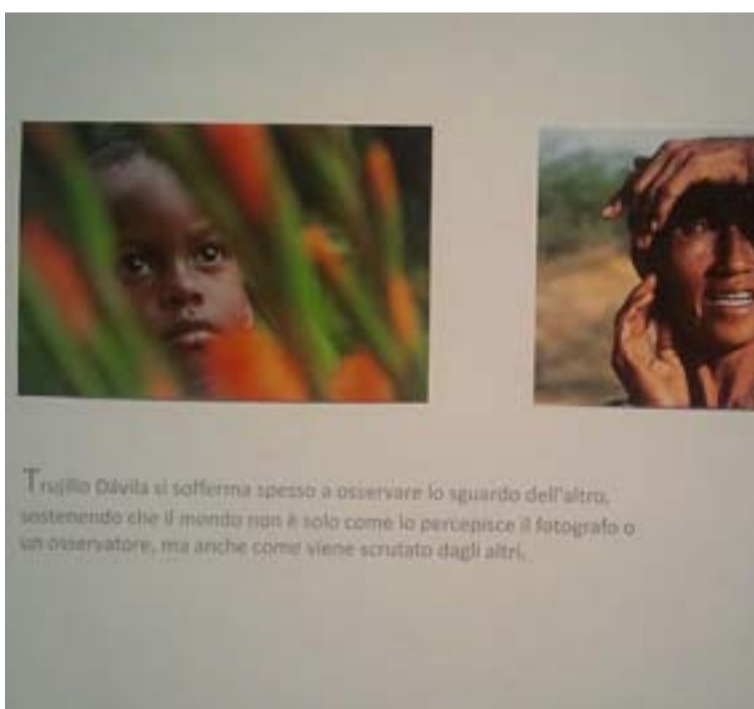 Trujillo Dávila si sofferma spesso a osservare lo sguardo dell'altro,
sostenendo che il mondo non è solo come lo percepisce il fotografo o
un osservatore, ma anche come viene scrutato dagli altri.